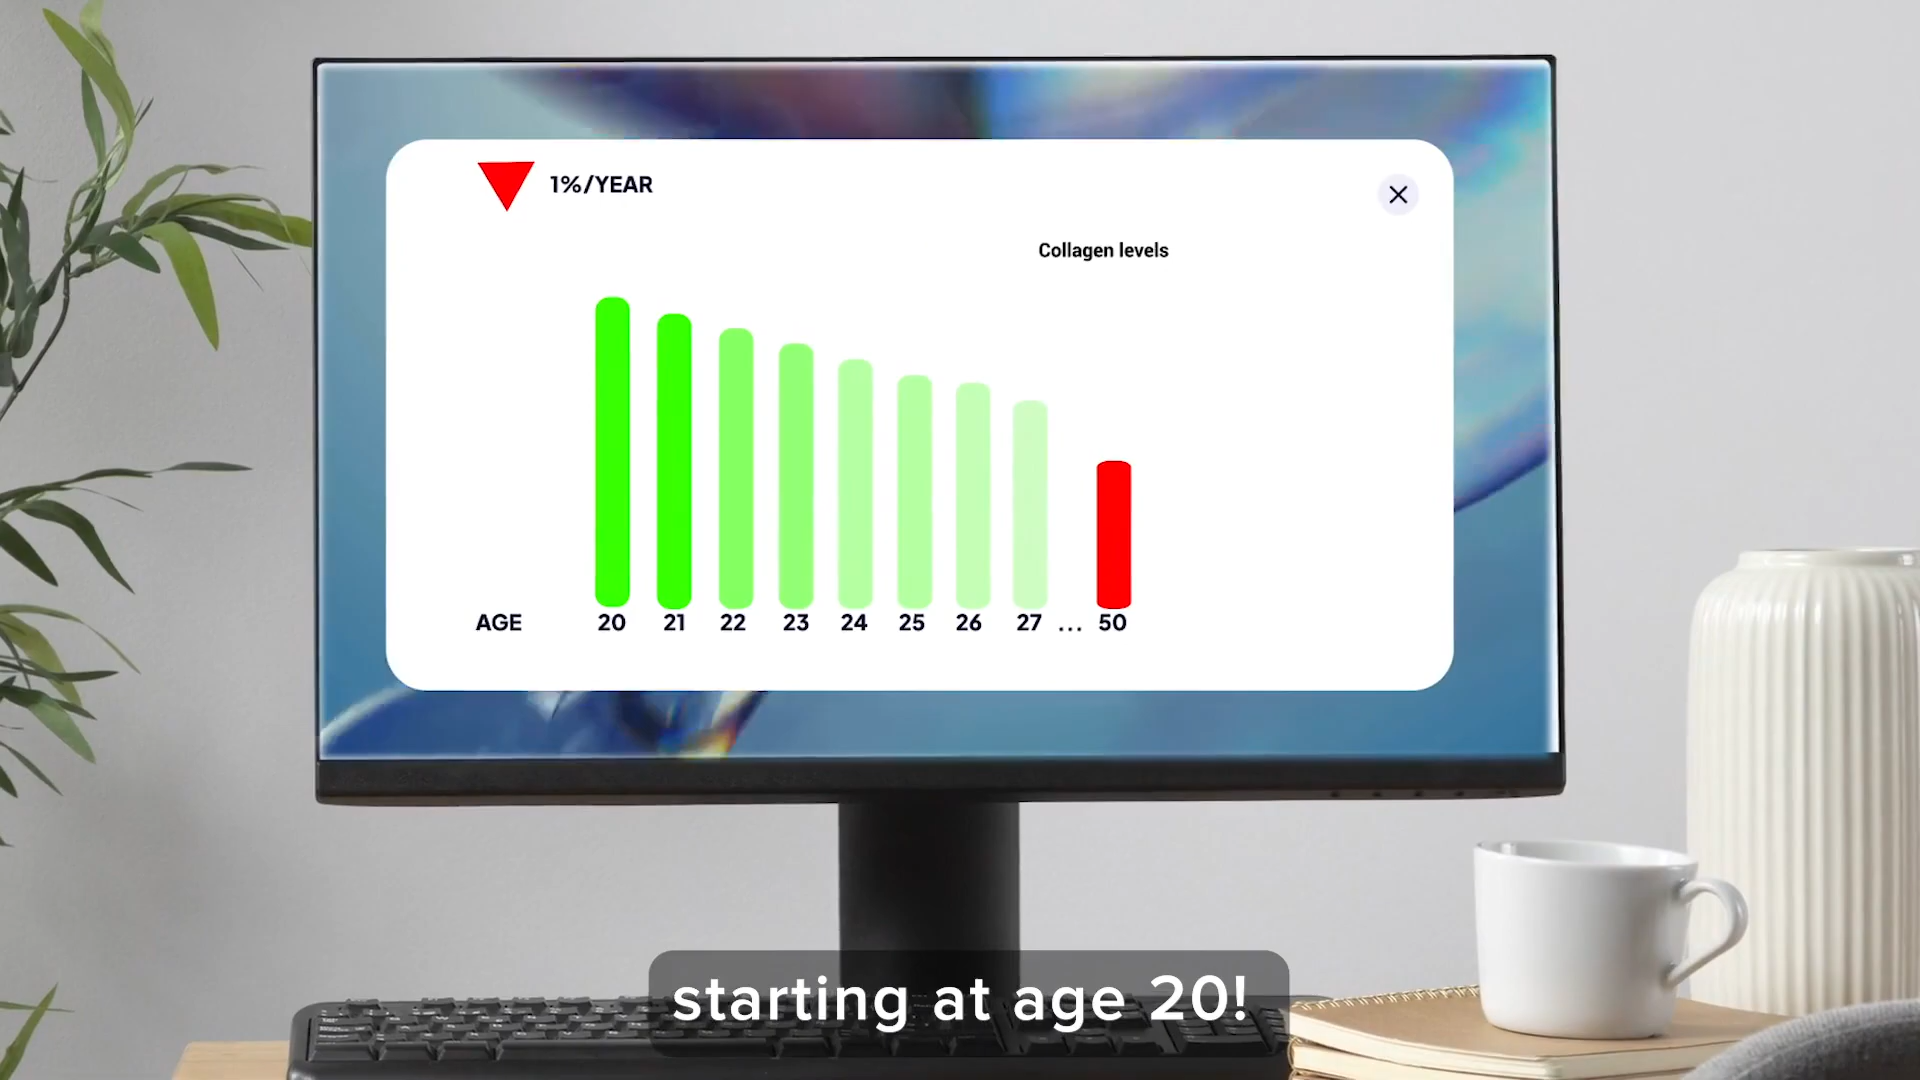 1%/YEAR
Collagen levels
AGE 20 21 22 23 24 25 26 27 ... 50
starting at age 20!